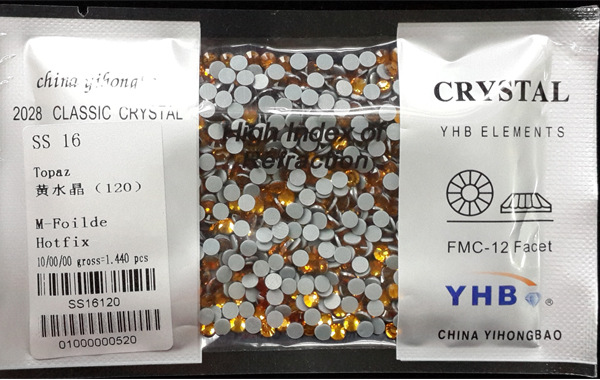 china yihong
2028 CLASSIC CRYSTAL
SS 16
Topaz
黄水晶 (120)
M-Foilde
Hotfix
10/00/00 gross=1.440 pcs
SS16120
01000000520
High Index of
Refraction
CRYSTAL
YHB ELEMENTS
FMC-12 Facet
YHB ®
CHINA YIHONGBAO